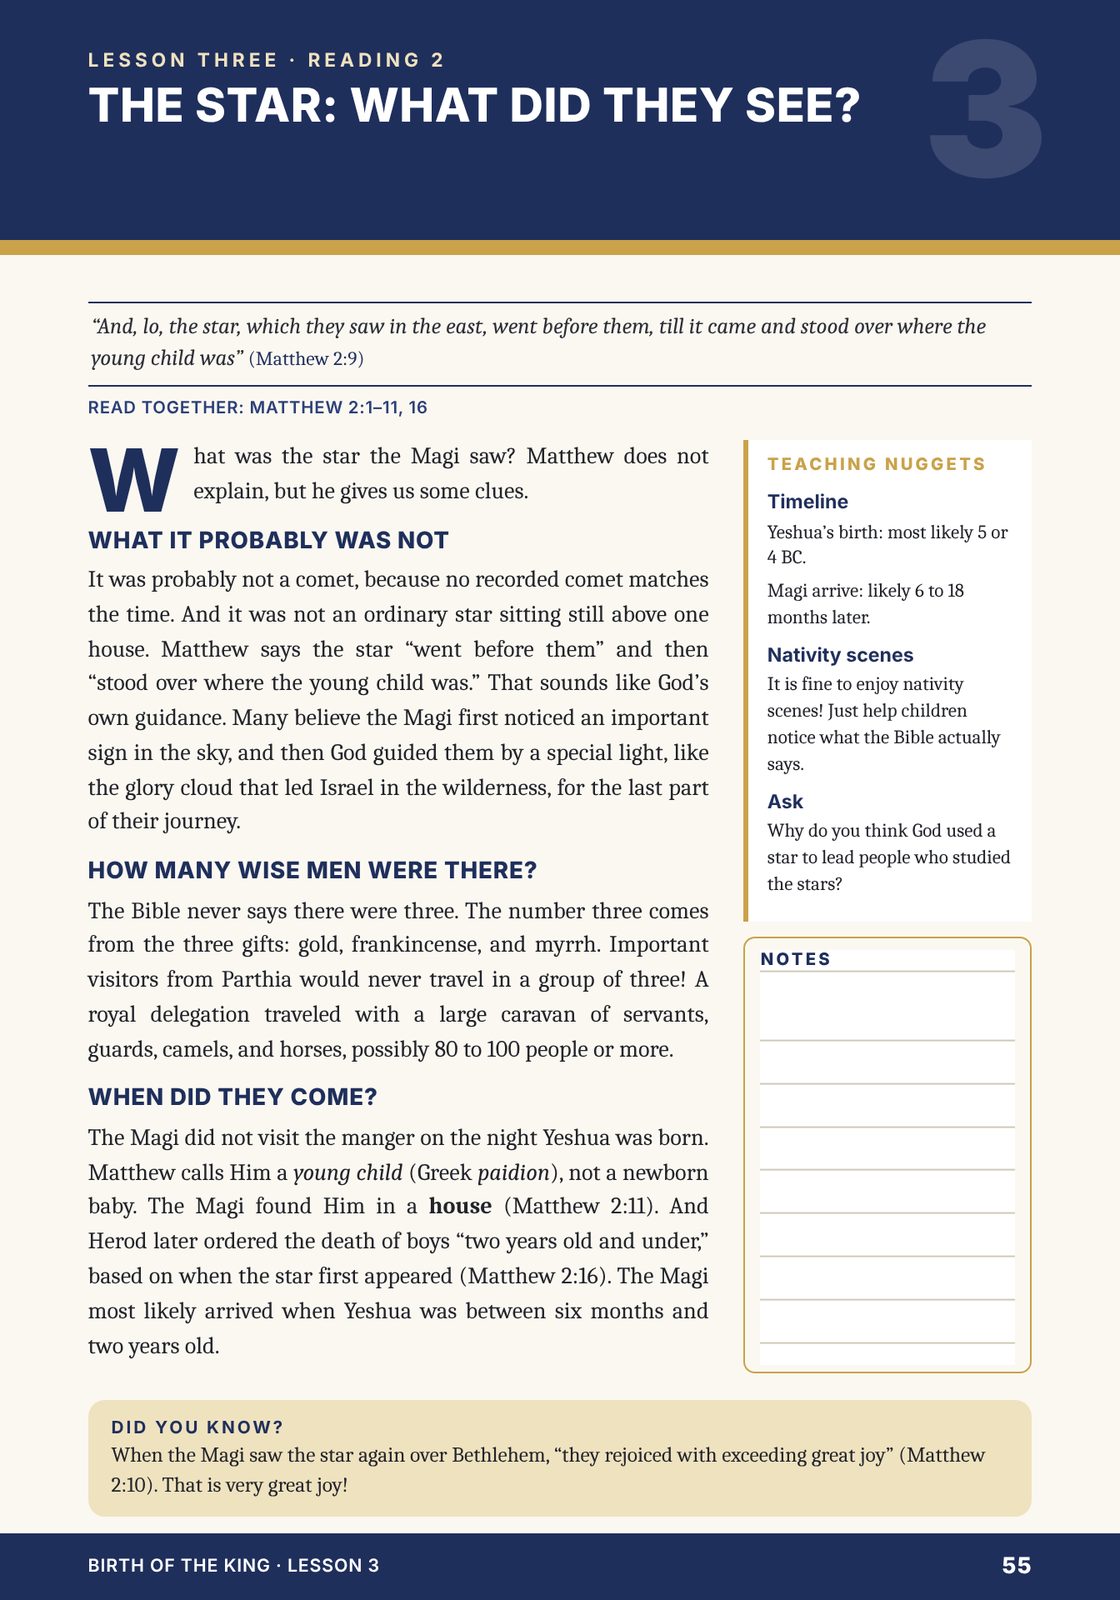 LESSON THREE · READING 2
THE STAR: WHAT DID THEY SEE?
3
“And, lo, the star, which they saw in the east, went before them, till it came and stood over where the
young child was” (Matthew 2:9)
READ TOGETHER: MATTHEW 2:1–11, 16
What was the star the Magi saw? Matthew does not
explain, but he gives us some clues.
WHAT IT PROBABLY WAS NOT
It was probably not a comet, because no recorded comet matches
the time. And it was not an ordinary star sitting still above one
house. Matthew says the star “went before them” and then
“stood over where the young child was.” That sounds like God’s
own guidance. Many believe the Magi first noticed an important
sign in the sky, and then God guided them by a special light, like
the glory cloud that led Israel in the wilderness, for the last part
of their journey.
HOW MANY WISE MEN WERE THERE?
The Bible never says there were three. The number three comes
from the three gifts: gold, frankincense, and myrrh. Important
visitors from Parthia would never travel in a group of three! A
royal delegation traveled with a large caravan of servants,
guards, camels, and horses, possibly 80 to 100 people or more.
WHEN DID THEY COME?
The Magi did not visit the manger on the night Yeshua was born.
Matthew calls Him a young child (Greek paidion), not a newborn
baby. The Magi found Him in a house (Matthew 2:11). And
Herod later ordered the death of boys “two years old and under,”
based on when the star first appeared (Matthew 2:16). The Magi
most likely arrived when Yeshua was between six months and
two years old.
TEACHING NUGGETS
Timeline
Yeshua’s birth: most likely 5 or
4 BC.
Magi arrive: likely 6 to 18
months later.
Nativity scenes
It is fine to enjoy nativity
scenes! Just help children
notice what the Bible actually
says.
Ask
Why do you think God used a
star to lead people who studied
the stars?
NOTES
DID YOU KNOW?
When the Magi saw the star again over Bethlehem, “they rejoiced with exceeding great joy” (Matthew
2:10). That is very great joy!
BIRTH OF THE KING · LESSON 3
55